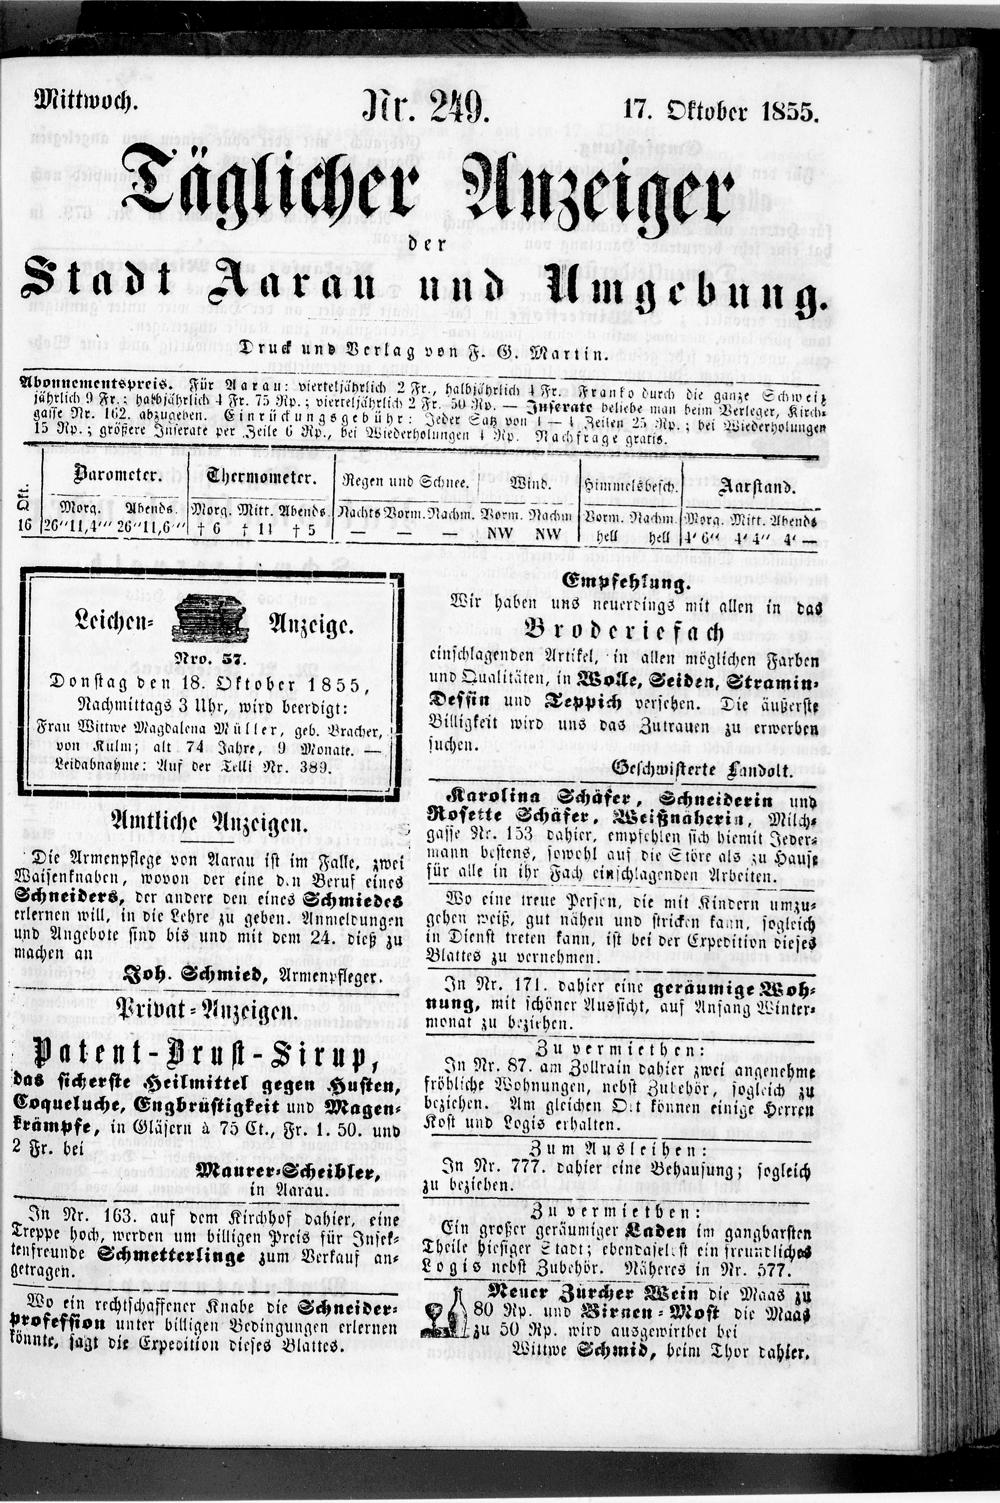 Mittwoch.
Nr. 249.
17. Oktober 1855.
Täglicher Anzeiger
der
Stadt Aarau und Umgebung.
Druck und Verlag von F. G. Martin.
Abonnementspreis. Für Aarau: vierteljährlich 2 Fr., halbjährlich 4 Fr. Franko durch die ganze Schweiz
jährlich 9 Fr.; halbjährlich 4 Fr. 75 Rp.; vierteljährlich 2 Fr. 50 Rp. — Inserate beliebe man beim Verleger, Kirch-
gasse Nr. 162. abzugeben. Einrückungsgebühr: Jeder Satz von 1 — 4 Zeilen 25 Rp.; bei Wiederholungen
15 Rp.; größere Inserate per Zeile 6 Rp., bei Wiederholungen 4 Rp. Nachfrage gratis.
Okt. Barometer. Thermometer. Regen und Schnee. Wind. Himmelsbesch. Aarstand.
Morg. Abends. Morg. Mitt. Abends. Nachts Vorm. Nachm. Vorm. Nachm Vorm. Nachm. Morg. Mitt. Abends
16 26''11,4''' 26''11,6''' † 6 † 11 † 5 — — — NW NW hell hell 4' 6'' 4' 4'' 4' —
Leichen- Anzeige.
Nro. 57.
Donstag den 18. Oktober 1855,
Nachmittags 3 Uhr, wird beerdigt:
Frau Wittwe Magdalena Müller, geb. Bracher,
von Kulm; alt 74 Jahre, 9 Monate. —
Leidabnahme: Auf der Telli Nr. 389.
Amtliche Anzeigen.
Die Armenpflege von Aarau ist im Falle, zwei
Waisenknaben, wovon der eine den Beruf eines
Schneiders, der andere den eines Schmiedes
erlernen will, in die Lehre zu geben. Anmeldungen
und Angebote sind bis und mit dem 24. dieß zu
machen an
Joh. Schmied, Armenpfleger.
Privat-Anzeigen.
Patent-Brust-Sirup,
das sicherste Heilmittel gegen Husten,
Coqueluche, Engbrüstigkeit und Magen-
krämpfe, in Gläsern à 75 Ct., Fr. 1. 50. und
2 Fr. bei
Maurer-Scheibler,
in Aarau.
In Nr. 163. auf dem Kirchhof dahier, eine
Treppe hoch, werden um billigen Preis für Insek-
tenfreunde Schmetterlinge zum Verkauf an-
getragen.
Wo ein rechtschaffener Knabe die Schneider-
profession unter billigen Bedingungen erlernen
könnte, sagt die Expedition dieses Blattes.
Empfehlung.
Wir haben uns neuerdings mit allen in das
Broderiefach
einschlagenden Artikel, in allen möglichen Farben
und Qualitäten, in Wolle, Seiden, Stramin-
Dessin und Teppich versehen. Die äußerste
Billigkeit wird uns das Zutrauen zu erwerben
suchen.
Geschwisterte Landolt.
Karolina Schäfer, Schneiderin und
Rosette Schäfer, Weißnäherin, Milch-
gasse Nr. 153 dahier, empfehlen sich hiemit Jeder-
mann bestens, sowohl auf die Störe als zu Hause
für alle in ihr Fach einschlagenden Arbeiten.
Wo eine treue Person, die mit Kindern umzu-
gehen weiß, gut nähen und stricken kann, sogleich
in Dienst treten kann, ist bei der Expedition dieses
Blattes zu vernehmen.
In Nr. 171. dahier eine geräumige Woh-
nung, mit schöner Aussicht, auf Anfang Winter-
monat zu beziehen.
Zu vermiethen:
In Nr. 87. am Zollrain dahier zwei angenehme
fröhliche Wohnungen, nebst Zubehör, sogleich zu
beziehen. Am gleichen Ort können einige Herren
Kost und Logis erhalten.
Zum Ausleihen:
In Nr. 777. dahier eine Behausung; sogleich
zu beziehen.
Zu vermiethen:
Ein großer geräumiger Laden im gangbarsten
Theile hiesiger Stadt; ebendaselbst ein freundliches
Logis nebst Zubehör. Näheres in Nr. 577.
Neuer Zürcher Wein die Maas zu
80 Rp. und Birnen-Most die Maas
zu 50 Rp. wird ausgewirthet bei
Wittwe Schmid, beim Thor dahier.